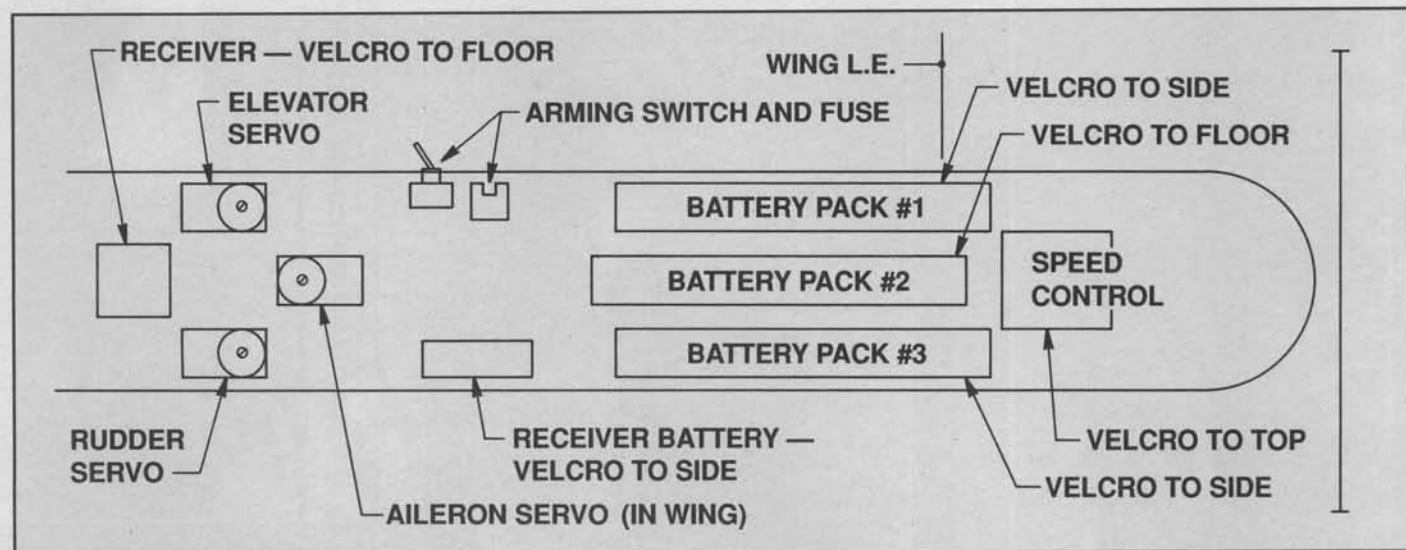 RECEIVER — VELCRO TO FLOOR
ELEVATOR
SERVO
ARMING SWITCH AND FUSE
WING L.E.
VELCRO TO SIDE
VELCRO TO FLOOR
BATTERY PACK #1
BATTERY PACK #2
BATTERY PACK #3
SPEED
CONTROL
RUDDER
SERVO
RECEIVER BATTERY —
VELCRO TO SIDE
AILERON SERVO (IN WING)
VELCRO TO TOP
VELCRO TO SIDE